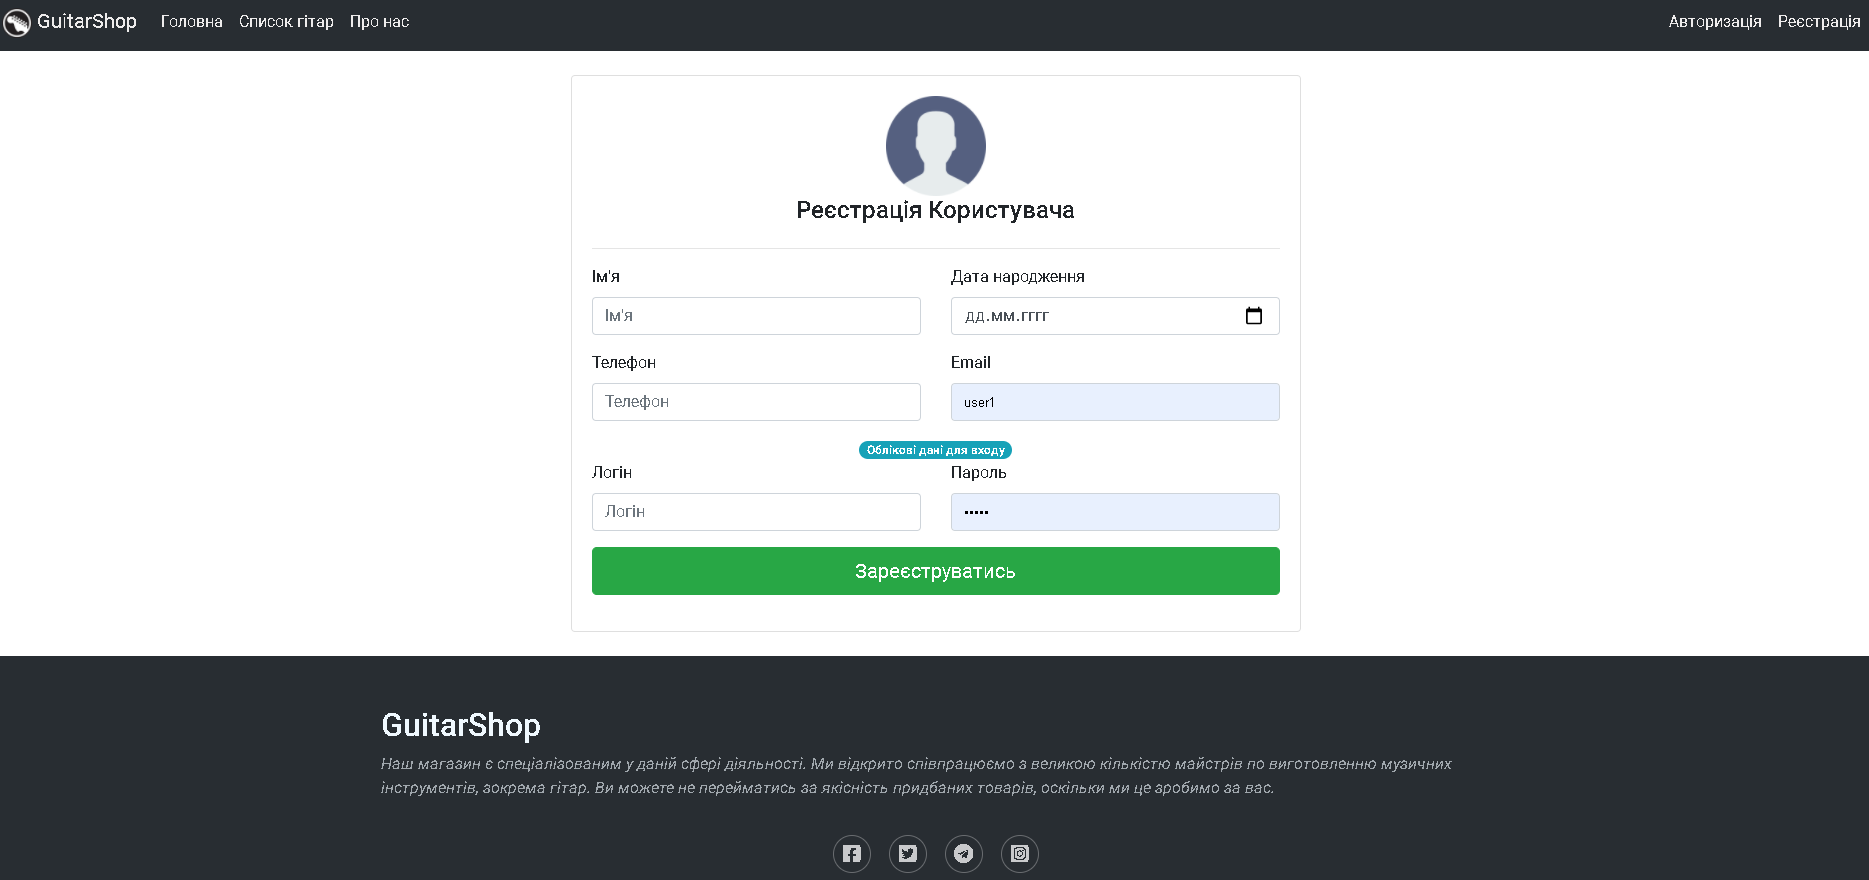 GuitarShop Головна Список гітар Про нас Авторизація Реєстрація
Реєстрація Користувача
Ім'я Дата народження
Ім'я дд.мм.гггг
Телефон Email
Телефон user1
Облікові дані для входу
Логін Пароль
Логін •••••
Зареєструватись
GuitarShop
Наш магазин є спеціалізованим у даній сфері діяльності. Ми відкрито співпрацюємо з великою кількістю майстрів по виготовленню музичних
інструментів, зокрема гітар. Ви можете не перейматись за якісність придбаних товарів, оскільки ми це зробимо за вас.